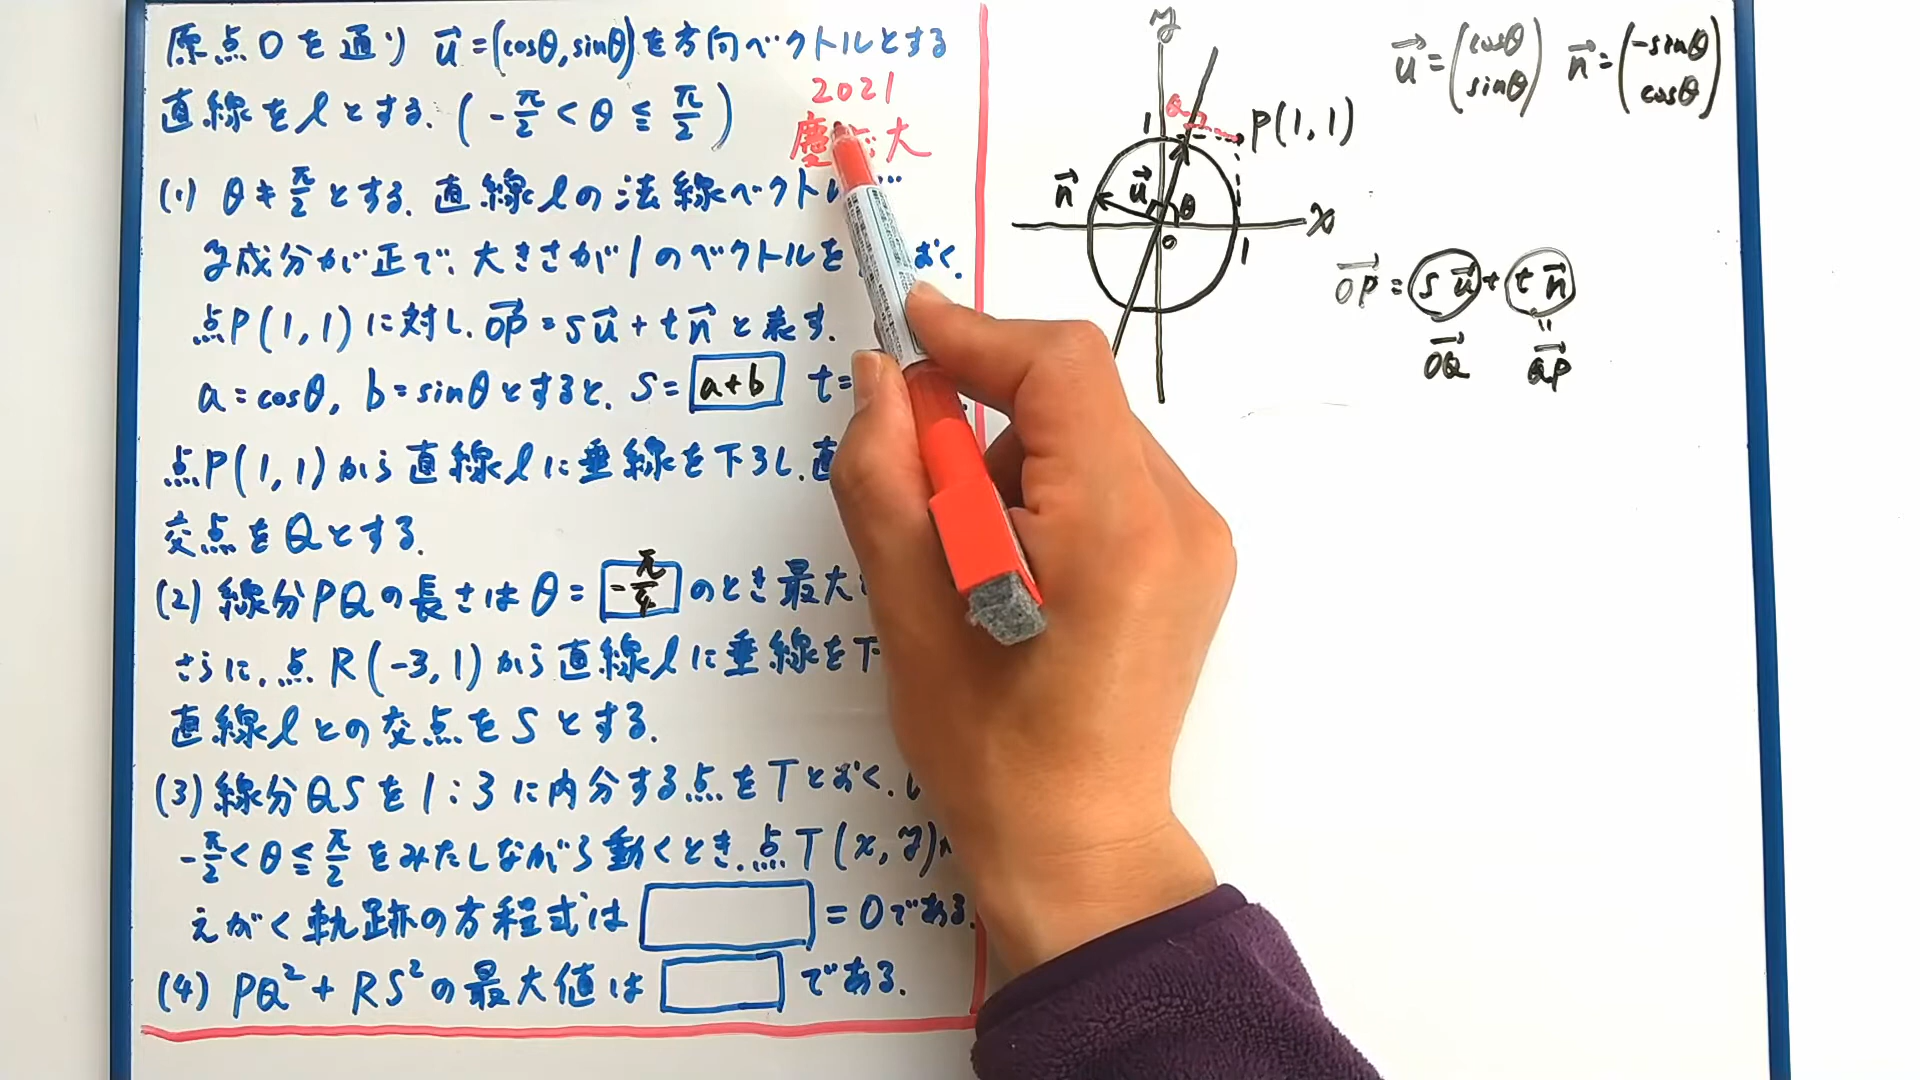 原点Oを通り u=(cosθ,sinθ)を方向ベクトルとする
直線をlとする.(-π/2<θ≦π/2)
2021
慶 大
(1) θ≠π/2とする.直線lの法線ベクトル
y成分が正で、大きさが1のベクトルを おく.
点P(1,1)に対し.OP=su+tnと表す.
a=cosθ, b=sinθとすると. s=a+b t=
点P(1,1)から直線lに垂線を下ろし.直
交点をQとする.
(2) 線分PQの長さはθ=-π/4のとき最大
さらに.点R(-3,1)から直線lに垂線を下
直線lとの交点をSとする.
(3) 線分QSを1:3に内分する点をTとおく.
-π/2<θ≦π/2をみたしながら動くとき.点T(x,y)
えがく軌跡の方程式は =0である.
(4) PQ²+RS²の最大値は である.
y
1
Q
P(1,1)
n
u
θ
x
O
1
u=(cosθ sinθ) n=(-sinθ cosθ)
OP=su+tn
=
OQ QP